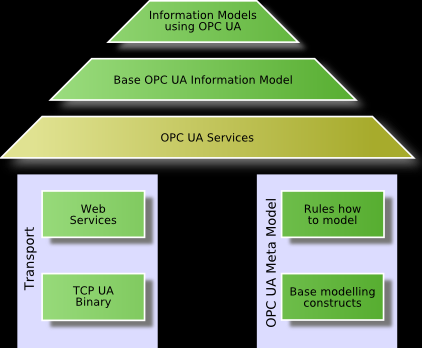 Information Models
using OPC UA
Base OPC UA Information Model
OPC UA Services
Transport
Web
Services
TCP UA
Binary
OPC UA Meta Model
Rules how
to model
Base modelling
constructs